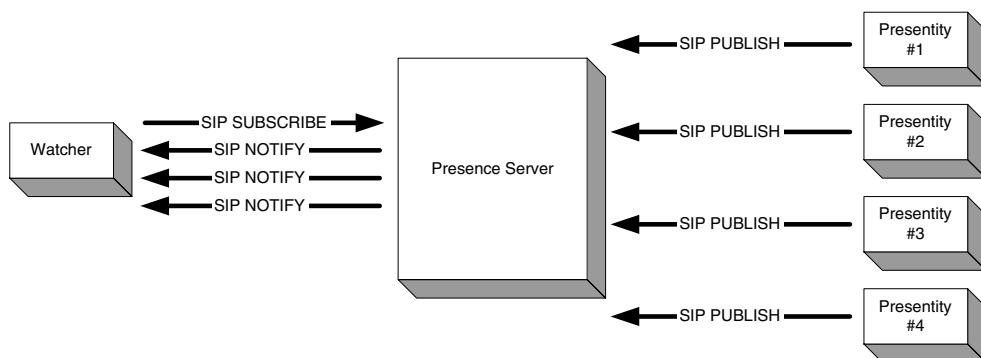 Watcher
SIP SUBSCRIBE
SIP NOTIFY
SIP NOTIFY
SIP NOTIFY
Presence Server
SIP PUBLISH
Presentity
#1
SIP PUBLISH
Presentity
#2
SIP PUBLISH
Presentity
#3
SIP PUBLISH
Presentity
#4